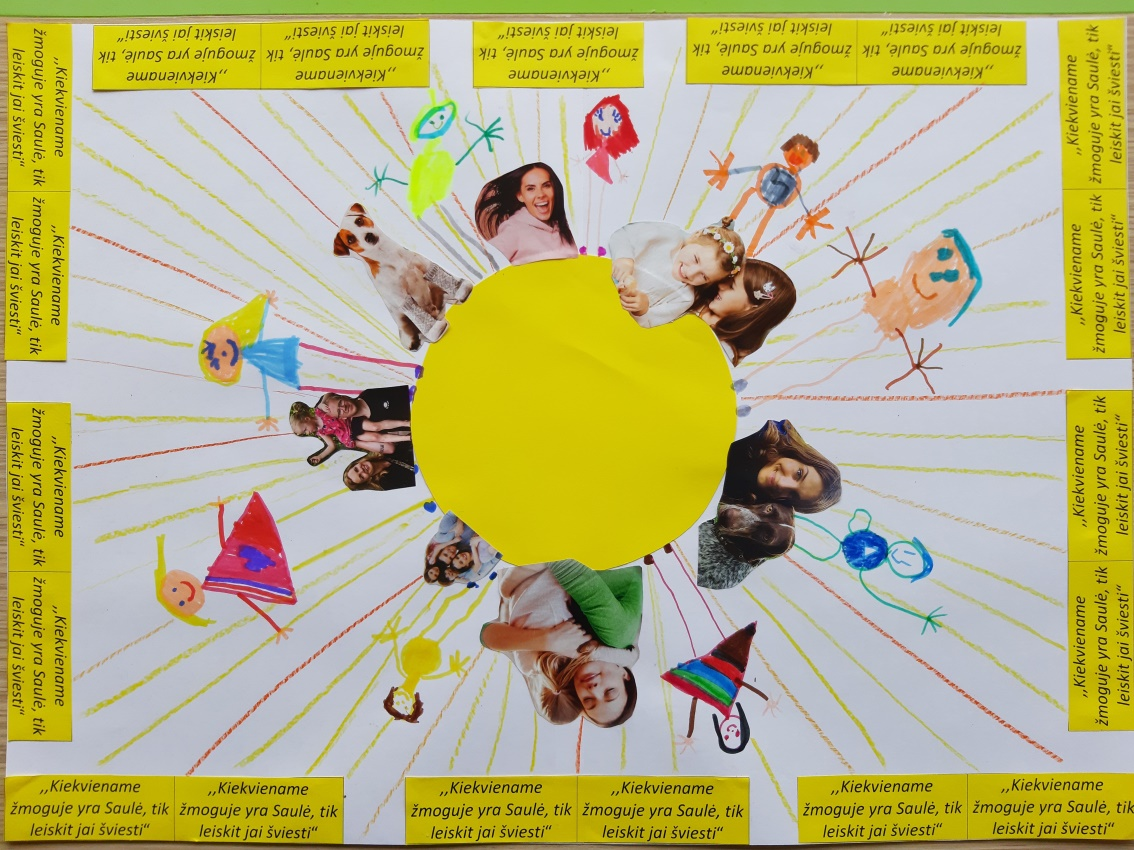 ,,Kiekviename
žmoguje yra Saulė, tik
leiskit jai šviesti“
,,Kiekviename
žmoguje yra Saulė, tik
leiskit jai šviesti“
,,Kiekviename
žmoguje yra Saulė, tik
leiskit jai šviesti“
,,Kiekviename
žmoguje yra Saulė, tik
leiskit jai šviesti“
,,Kiekviename
žmoguje yra Saulė, tik
leiskit jai šviesti“
,,Kiekviename
žmoguje yra Saulė, tik
leiskit jai šviesti“
,,Kiekviename
žmoguje yra Saulė, tik
leiskit jai šviesti“
,,Kiekviename
žmoguje yra Saulė, tik
leiskit jai šviesti“
,,Kiekviename
žmoguje yra Saulė, tik
leiskit jai šviesti“
,,Kiekviename
žmoguje yra Saulė, tik
leiskit jai šviesti“
,,Kiekviename
žmoguje yra Saulė, tik
leiskit jai šviesti“
,,Kiekviename
žmoguje yra Saulė, tik
leiskit jai šviesti“
,,Kiekviename
žmoguje yra Saulė, tik
leiskit jai šviesti“
,,Kiekviename
žmoguje yra Saulė, tik
leiskit jai šviesti“
,,Kiekviename
žmoguje yra Saulė, tik
leiskit jai šviesti“
,,Kiekviename
žmoguje yra Saulė, tik
leiskit jai šviesti“
,,Kiekviename
žmoguje yra Saulė, tik
leiskit jai šviesti“
,,Kiekviename
žmoguje yra Saulė, tik
leiskit jai šviesti“
,,Kiekviename
žmoguje yra Saulė, tik
leiskit jai šviesti“